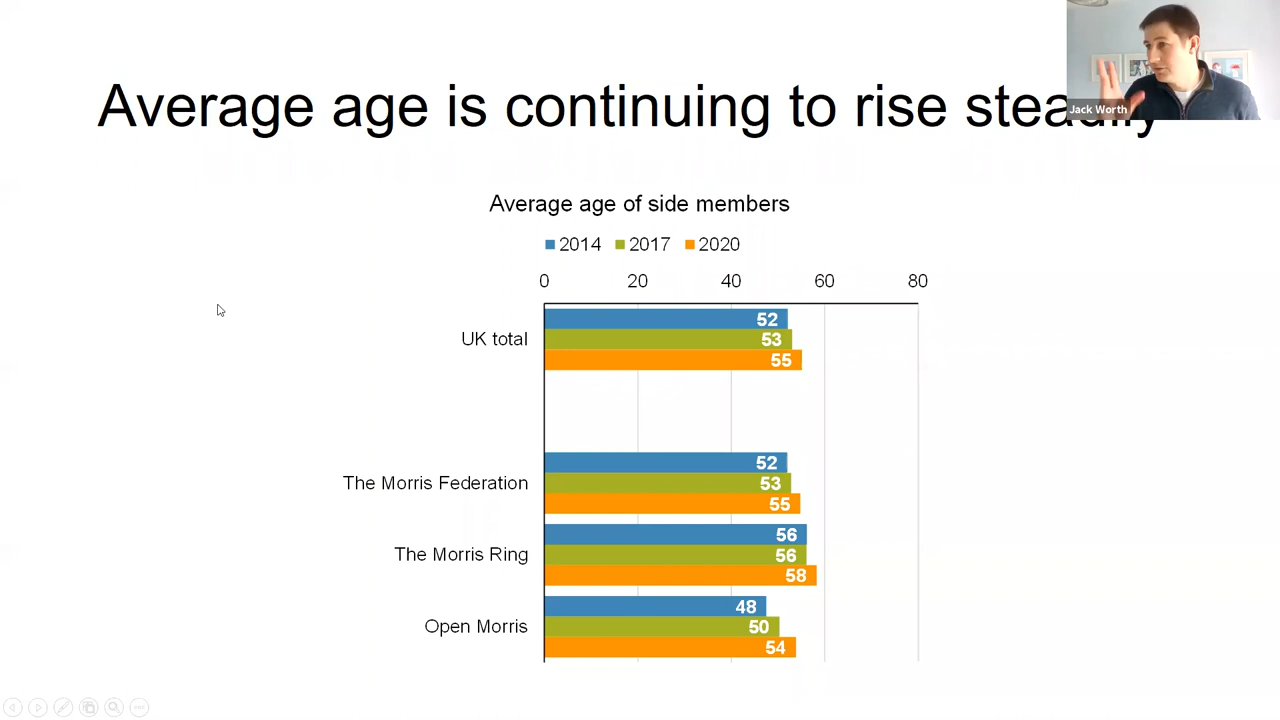 Average age is continuing to rise steadily
Jack Worth
Average age of side members
2014 2017 2020
0 20 40 60 80
UK total
52
53
55
The Morris Federation
52
53
55
The Morris Ring
56
56
58
Open Morris
48
50
54